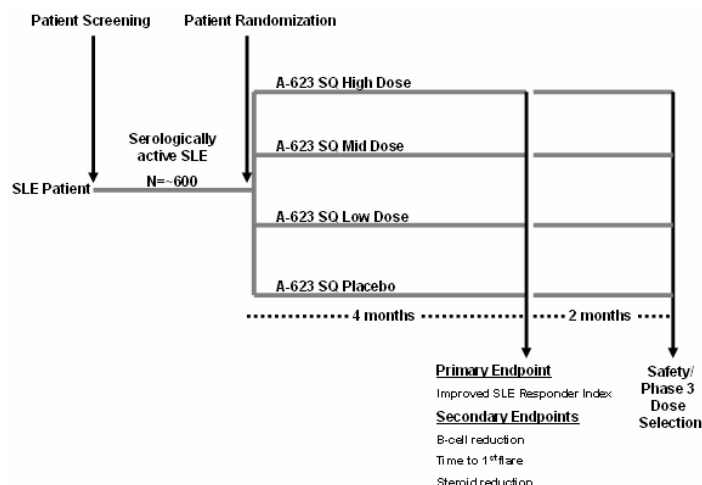 Patient Screening
Patient Randomization
A-623 SQ High Dose
Serologically
active SLE
A-623 SQ Mid Dose
N=~600
SLE Patient
A-623 SQ Low Dose
A-623 SQ Placebo
4 months
2 months
Primary Endpoint
Improved SLE Responder Index
Secondary Endpoints
B-cell reduction
Time to 1st flare
Steroid reduction
Safety/
Phase 3
Dose
Selection